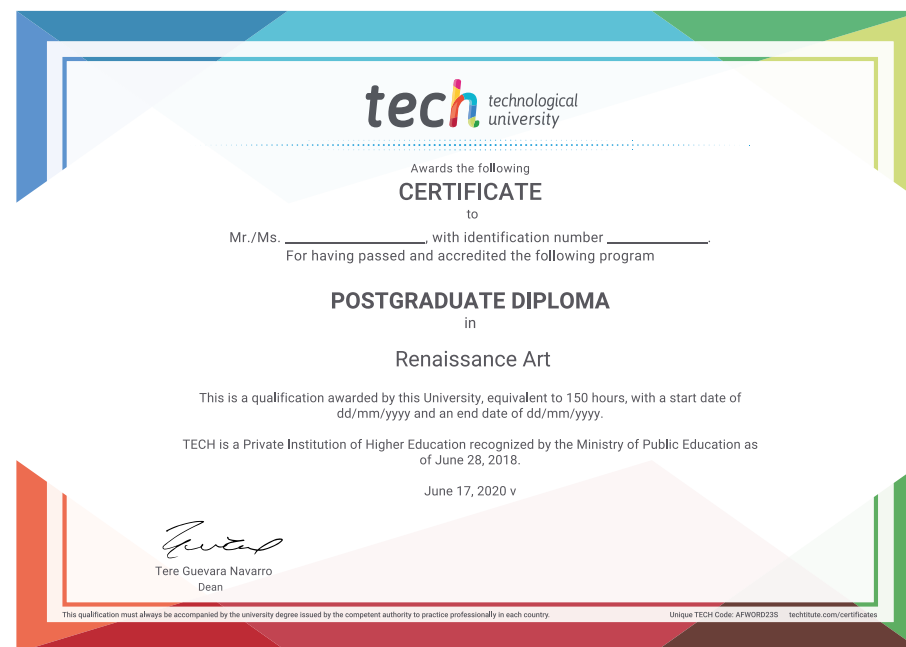 tech technological
university
Awards the following
CERTIFICATE
to
Mr./Ms. ____________________, with identification number ______________.
For having passed and accredited the following program
POSTGRADUATE DIPLOMA
in
Renaissance Art
This is a qualification awarded by this University, equivalent to 150 hours, with a start date of
dd/mm/yyyy and an end date of dd/mm/yyyy.
TECH is a Private Institution of Higher Education recognized by the Ministry of Public Education as
of June 28, 2018.
June 17, 2020 v
Tere Guevara Navarro
Dean
This qualification must always be accompanied by the university degree issued by the competent authority to practice professionally in each country.
Unique TECH Code: AFWORD23S techtitute.com/certificates